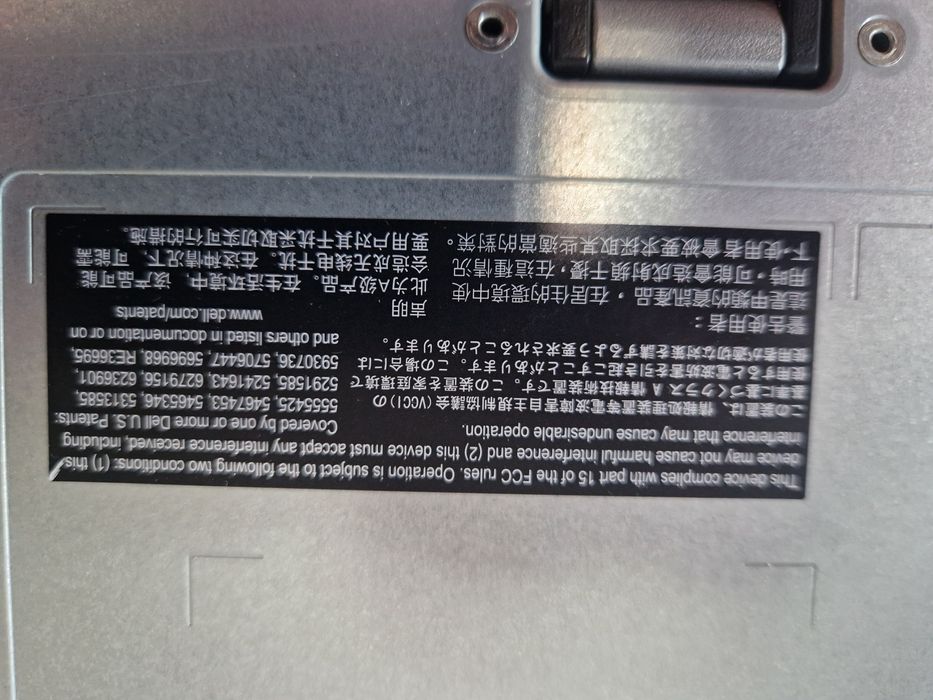 This device complies with part 15 of the FCC rules. Operation is subject to the following two conditions: (1) this
device may not cause harmful interference and (2) this device must accept any interference received, including
interference that may cause undesirable operation.
この装置は、情報処理装置等電波障害自主規制協議会(VCCI)の
基準に基づくクラス A 情報技術装置です。この装置を家庭環境で
使用すると電波妨害を引き起こすことがあります。この場合には
使用者が適切な対策を講ずるよう要求されることがあります。
警告使用者：
這是甲類的資訊產品，在居住的環境中使
用時，可能會造成射頻干擾，在這種情況
下，使用者會被要求採取某些適當的對策。
Covered by one or more Dell U.S. Patents:
5555425, 5467453, 5465346, 5313585,
5291585, 5241643, 6279156, 6236901,
5930736, 5706447, 5696968, RE36695,
and others listed in documentation or on
www.dell.com/patents
声明
此为A级产品。在生活环境中，该产品可能
会造成无线电干扰。在这种情况下，可能需
要用户对其干扰采取切实可行的措施。